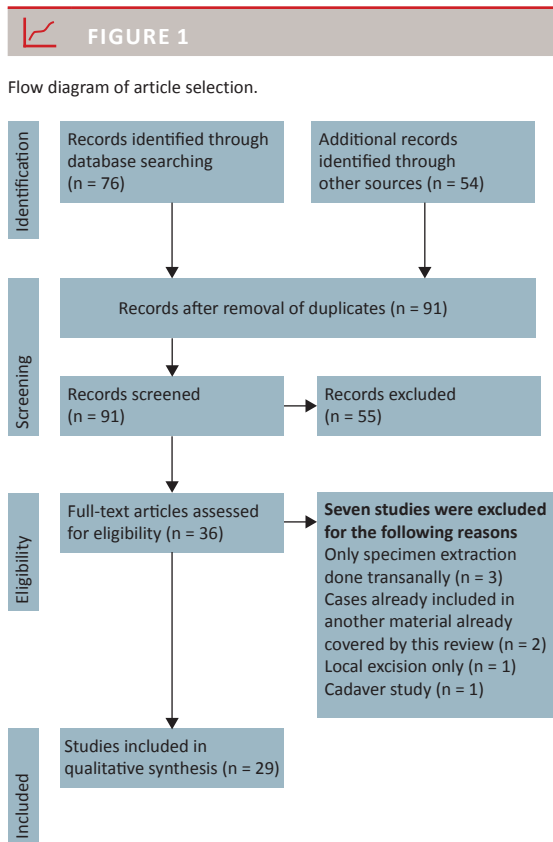 FIGURE 1
Flow diagram of article selection.
Identification
Records identified through
database searching
(n = 76)
Additional records
identified through
other sources (n = 54)
Screening
Records after removal of duplicates (n = 91)
Records screened
(n = 91)
Records excluded
(n = 55)
Eligibility
Full-text articles assessed
for eligibility (n = 36)
Seven studies were excluded
for the following reasons
Only specimen extraction
done transanally (n = 3)
Cases already included in
another material already
covered by this review (n = 2)
Local excision only (n = 1)
Cadaver study (n = 1)
Included
Studies included in
qualitative synthesis (n = 29)